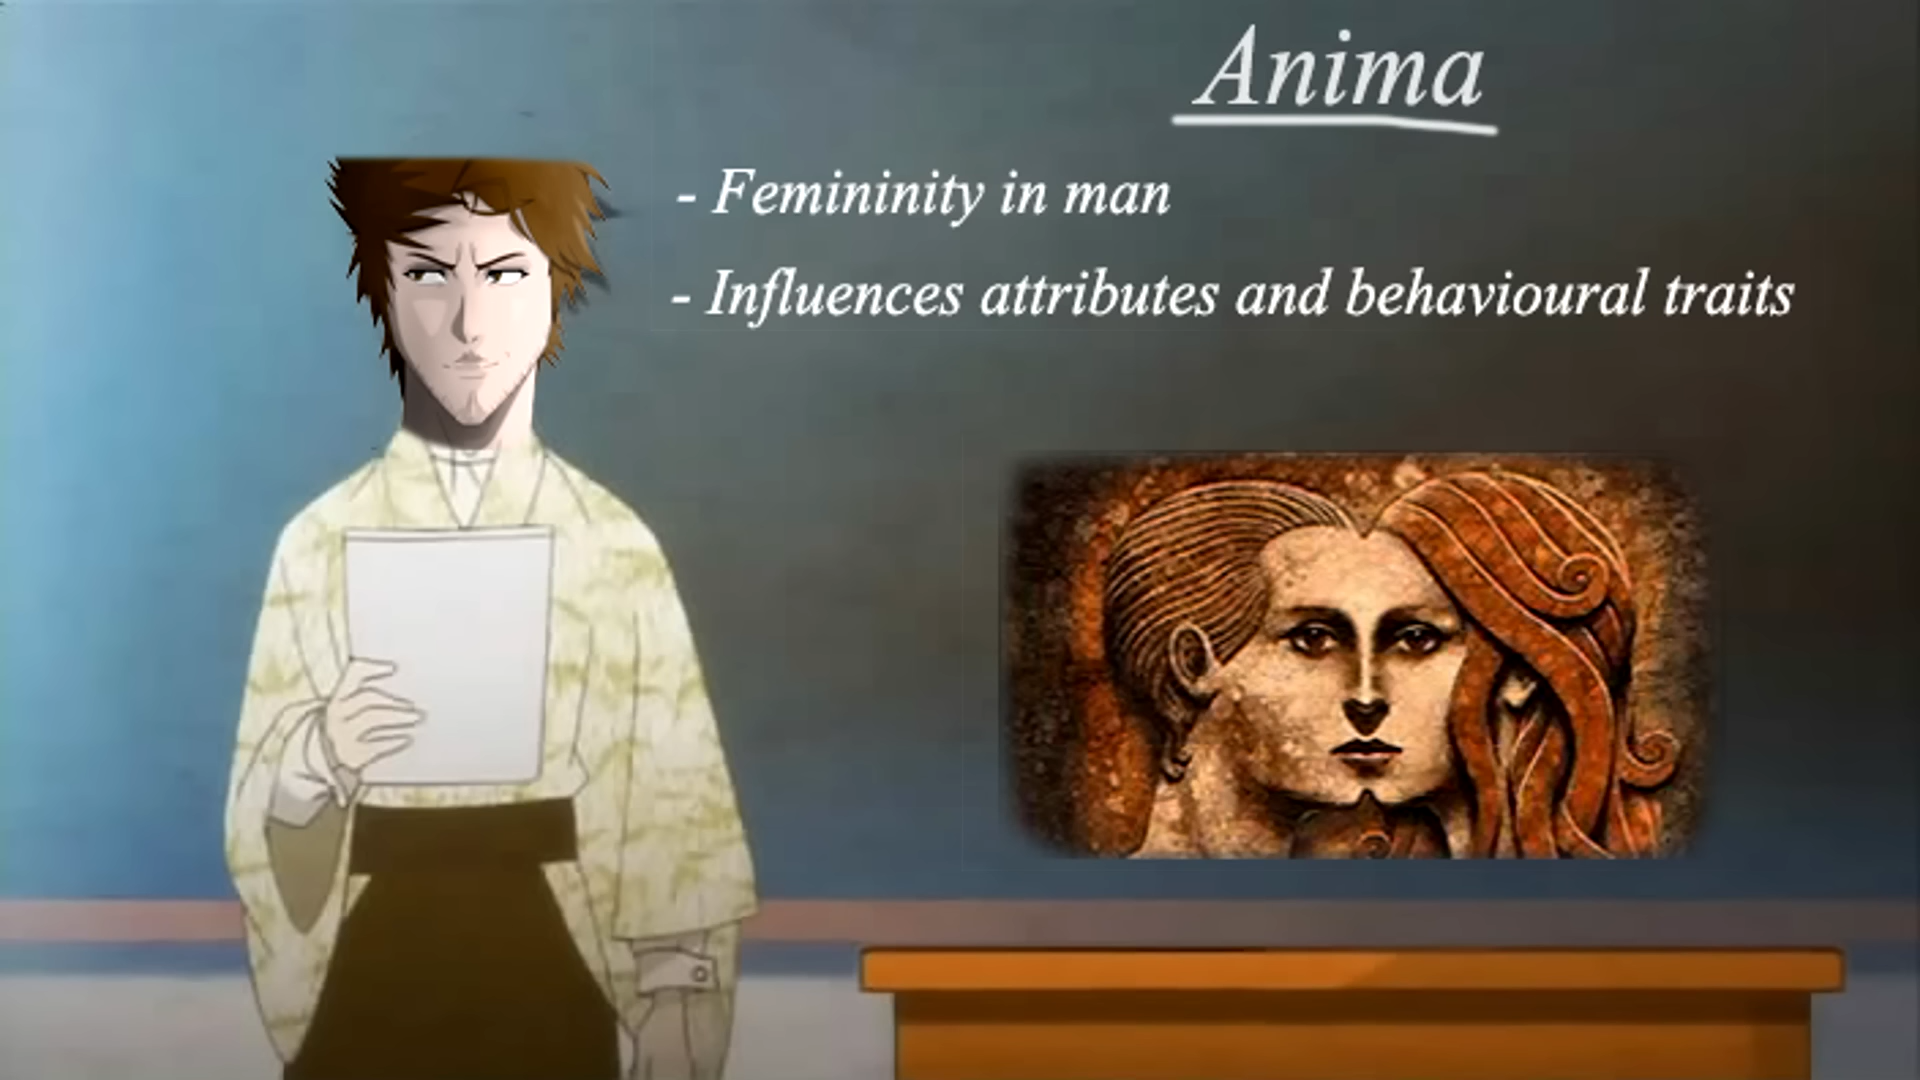 Anima
- Femininity in man
- Influences attributes and behavioural traits